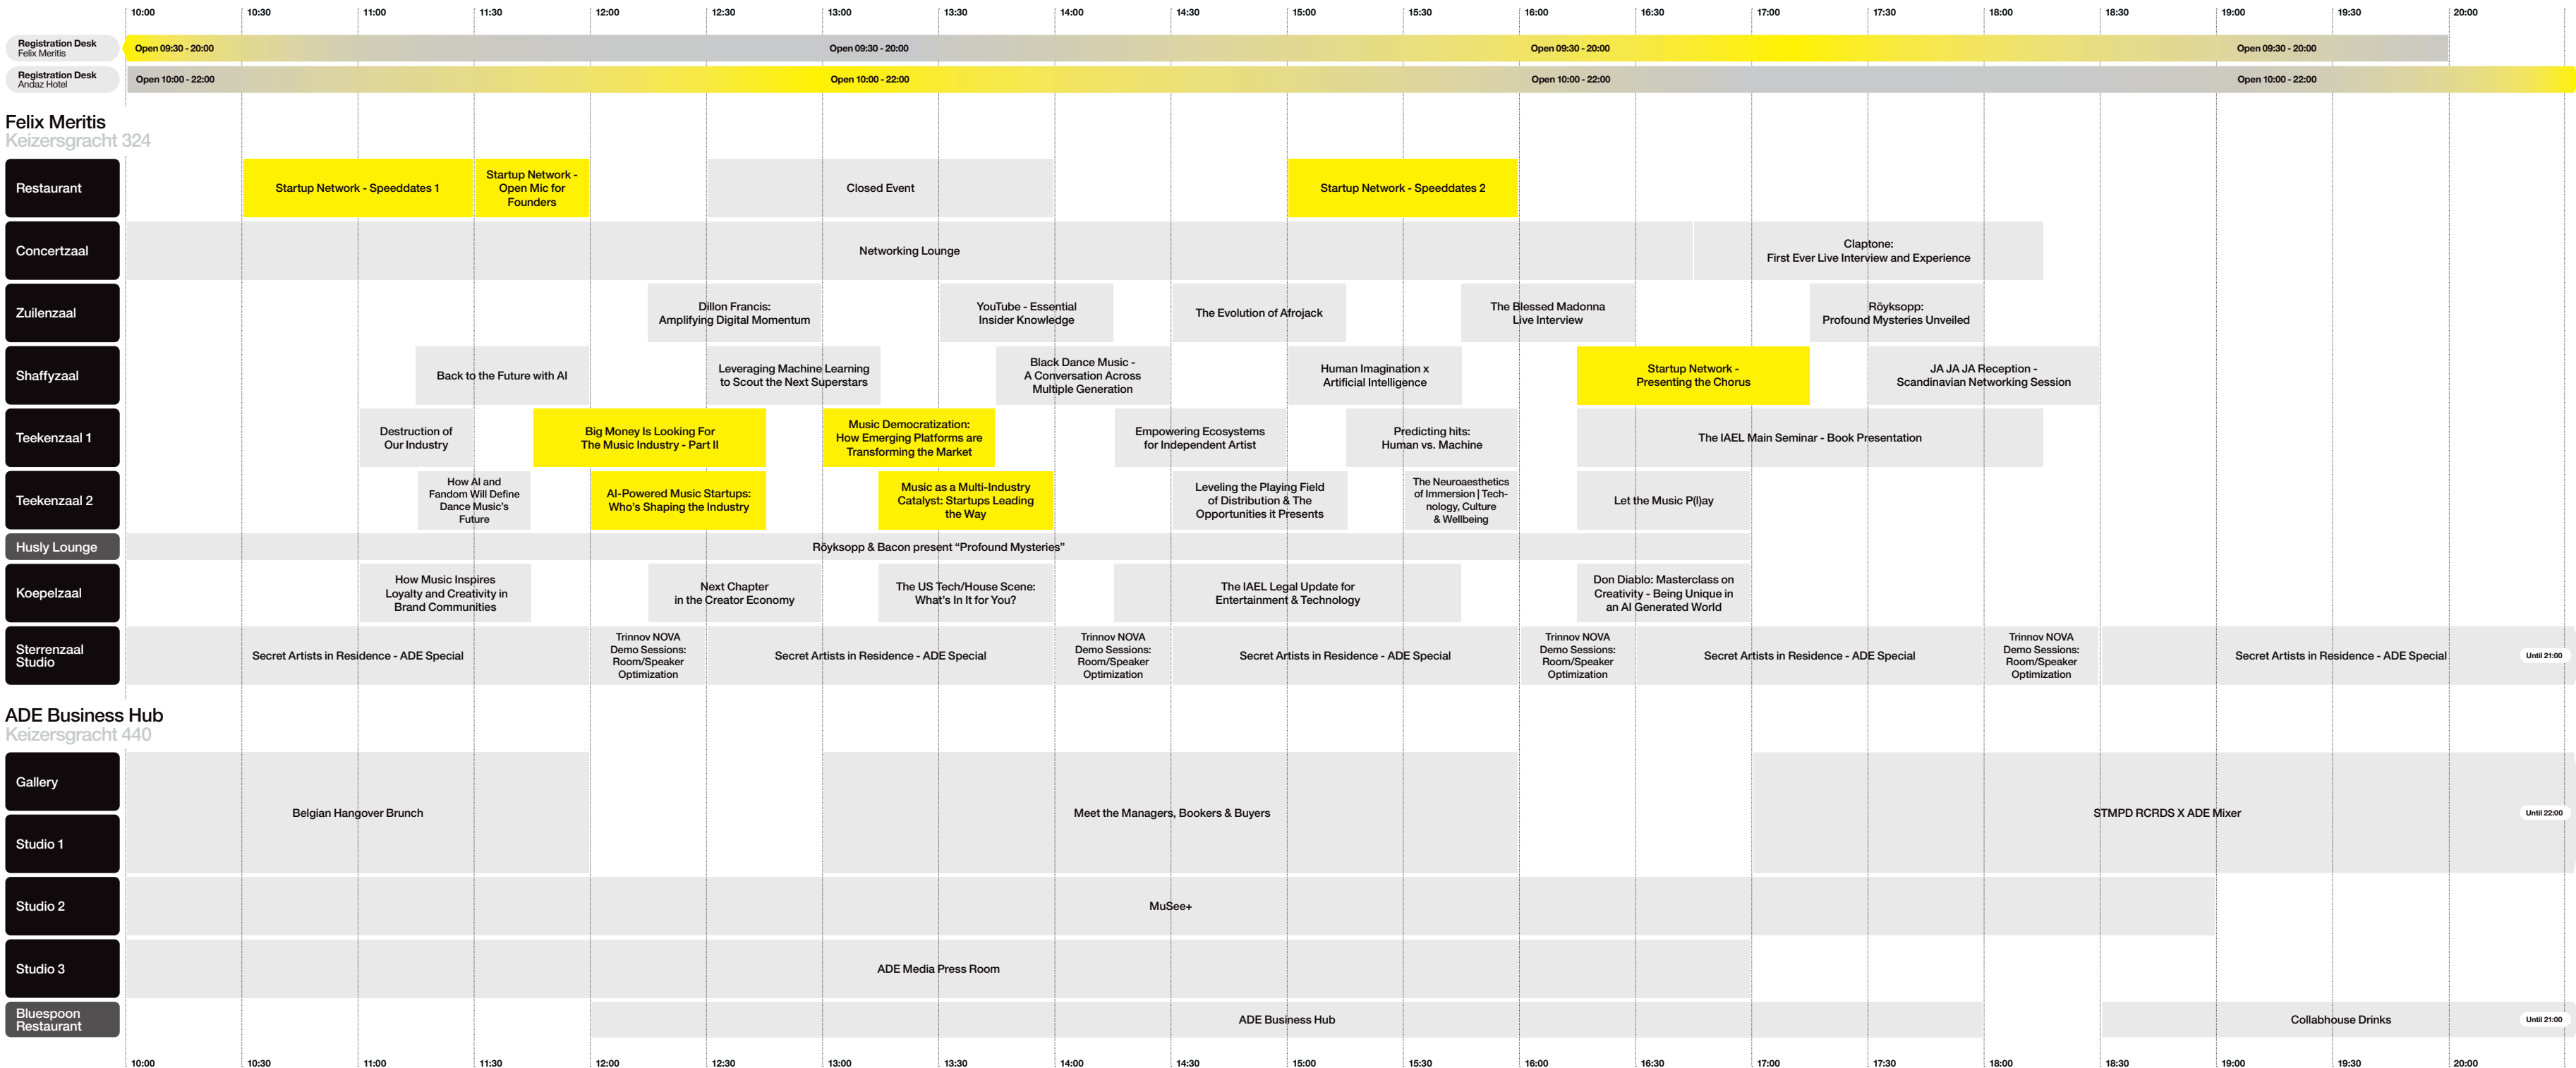 10:00 10:30 11:00 11:30 12:00 12:30 13:00 13:30 14:00 14:30 15:00 15:30 16:00 16:30 17:00 17:30 18:00 18:30 19:00 19:30 20:00
Registration Desk
Felix Meritis
Open 09:30 - 20:00 Open 09:30 - 20:00 Open 09:30 - 20:00 Open 09:30 - 20:00
Registration Desk
Andaz Hotel
Open 10:00 - 22:00 Open 10:00 - 22:00 Open 10:00 - 22:00 Open 10:00 - 22:00
Felix Meritis
Keizersgracht 324
Restaurant
Startup Network - Speeddates 1
Startup Network -
Open Mic for
Founders
Closed Event
Startup Network - Speeddates 2
Concertzaal
Networking Lounge
Claptone:
First Ever Live Interview and Experience
Zuilenzaal
Dillon Francis:
Amplifying Digital Momentum
YouTube - Essential
Insider Knowledge
The Evolution of Afrojack
The Blessed Madonna
Live Interview
Röyksopp:
Profound Mysteries Unveiled
Shaffyzaal
Back to the Future with AI
Leveraging Machine Learning
to Scout the Next Superstars
Black Dance Music -
A Conversation Across
Multiple Generation
Human Imagination x
Artificial Intelligence
Startup Network -
Presenting the Chorus
JA JA JA Reception -
Scandinavian Networking Session
Teekenzaal 1
Destruction of
Our Industry
Big Money Is Looking For
The Music Industry - Part II
Music Democratization:
How Emerging Platforms are
Transforming the Market
Empowering Ecosystems
for Independent Artist
Predicting hits:
Human vs. Machine
The IAEL Main Seminar - Book Presentation
Teekenzaal 2
How AI and
Fandom Will Define
Dance Music's
Future
AI-Powered Music Startups:
Who's Shaping the Industry
Music as a Multi-Industry
Catalyst: Startups Leading
the Way
Leveling the Playing Field
of Distribution & The
Opportunities it Presents
The Neuroaesthetics
of Immersion | Tech-
nology, Culture
& Wellbeing
Let the Music P(l)ay
Husly Lounge
Röyksopp & Bacon present “Profound Mysteries”
Koepelzaal
How Music Inspires
Loyalty and Creativity in
Brand Communities
Next Chapter
in the Creator Economy
The US Tech/House Scene:
What's In It for You?
The IAEL Legal Update for
Entertainment & Technology
Don Diablo: Masterclass on
Creativity - Being Unique in
an AI Generated World
Sterrenzaal
Studio
Secret Artists in Residence - ADE Special
Trinnov NOVA
Demo Sessions:
Room/Speaker
Optimization
Secret Artists in Residence - ADE Special
Trinnov NOVA
Demo Sessions:
Room/Speaker
Optimization
Secret Artists in Residence - ADE Special
Trinnov NOVA
Demo Sessions:
Room/Speaker
Optimization
Secret Artists in Residence - ADE Special
Trinnov NOVA
Demo Sessions:
Room/Speaker
Optimization
Secret Artists in Residence - ADE Special
Until 21:00
ADE Business Hub
Keizersgracht 440
Gallery
Studio 1
Belgian Hangover Brunch
Meet the Managers, Bookers & Buyers
STMPD RCRDS X ADE Mixer
Until 22:00
Studio 2
MuSee+
Studio 3
ADE Media Press Room
Bluespoon
Restaurant
ADE Business Hub
Collabhouse Drinks
Until 21:00
10:00 10:30 11:00 11:30 12:00 12:30 13:00 13:30 14:00 14:30 15:00 15:30 16:00 16:30 17:00 17:30 18:00 18:30 19:00 19:30 20:00